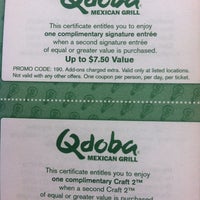 Qdoba
MEXICAN GRILL
This certificate entitles you to enjoy
one complimentary signature entrée
when a second signature entrée
of equal or greater value is purchased.
Up to $7.50 Value
PROMO CODE: 190. Add-ons charged extra. Valid only at listed locations.
Not valid with any other offers. One coupon per person, per day, per ticket.
Qdoba
MEXICAN GRILL
This certificate entitles you to enjoy
one complimentary Craft 2™
when a second Craft 2™
of equal or greater value is purchased.